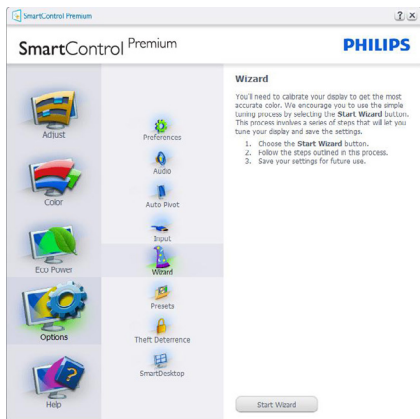 SmartControl Premium
SmartControl Premium
PHILIPS
Adjust
Color
Eco Power
Options
Help
Preferences
Audio
Auto Pivot
Input
Wizard
Presets
Theft Deterrence
SmartDesktop
Wizard
You'll need to calibrate your display to get the most
accurate color. We encourage you to use the simple
tuning process by selecting the Start Wizard button.
This process involves a series of steps that will let you
tune your display and save the settings.
1. Choose the Start Wizard button.
2. Follow the steps outlined in this process.
3. Save your settings for future use.
Start Wizard